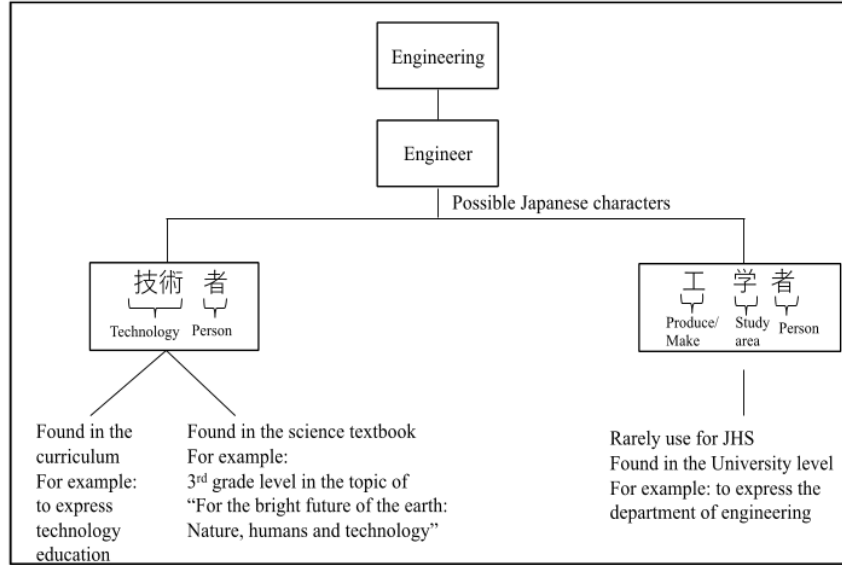 Engineering
Engineer
Possible Japanese characters
技術 者
Technology Person
工 学 者
Produce/ Make
Study area
Person
Found in the
curriculum
For example:
to express
technology
education
Found in the science textbook
For example:
3rd grade level in the topic of
“For the bright future of the earth:
Nature, humans and technology”
Rarely use for JHS
Found in the University level
For example: to express the
department of engineering